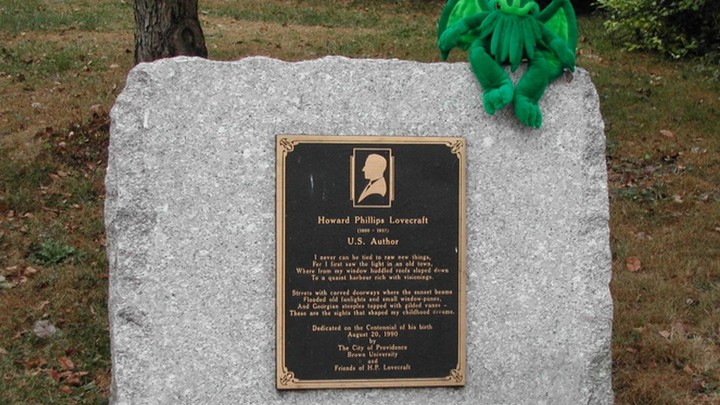 Howard Phillips Lovecraft
(1890 - 1937)
U.S. Author
I never can be tied to raw new things,
For I first saw the light in an old town,
Where from my window huddled roofs sloped down
To a quaint harbour rich with visionings.
Streets with carved doorways where the sunset beams
Flooded old fanlights and small window-panes,
And Georgian steeples topped with gilded vanes -
These are the sights that shaped my childhood dreams.
Dedicated on the Centennial of his birth
August 20, 1990
by
The City of Providence
Brown University
and
Friends of H.P. Lovecraft